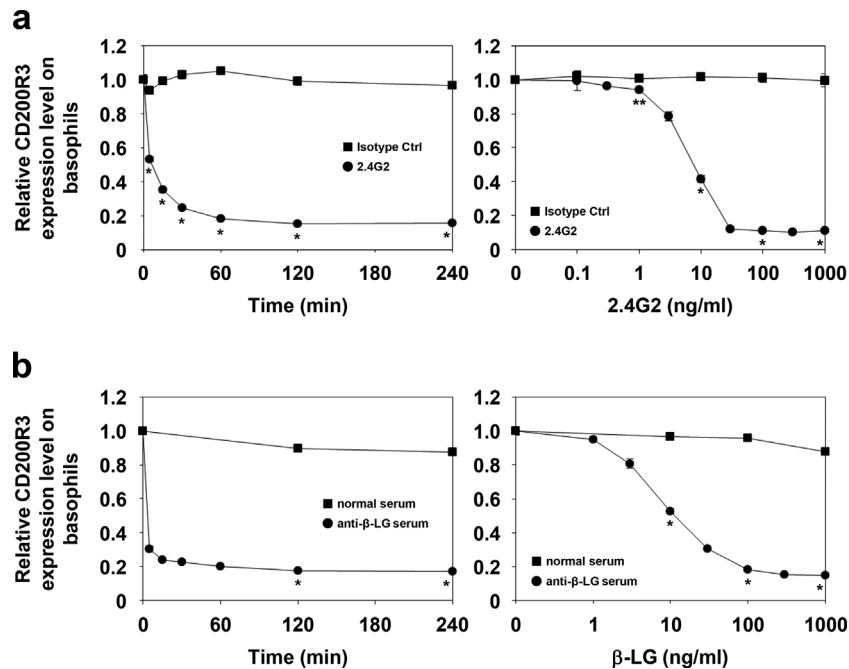 a
Relative CD200R3
expression level on
basophils
1.2
1.0
0.8
0.6
0.4
0.2
0
Isotype Ctrl
2.4G2
*
*
*
*
*
*
0 60 120 180 240
Time (min)
1.2
1.0
0.8
0.6
0.4
0.2
0
**
*
*
*
Isotype Ctrl
2.4G2
0 0.1 1 10 100 1000
2.4G2 (ng/ml)
b
Relative CD200R3
expression level on
basophils
1.2
1.0
0.8
0.6
0.4
0.2
0
normal serum
anti-β-LG serum
*
*
0 60 120 180 240
Time (min)
1.2
1.0
0.8
0.6
0.4
0.2
0
*
*
*
normal serum
anti-β-LG serum
0 1 10 100 1000
β-LG (ng/ml)